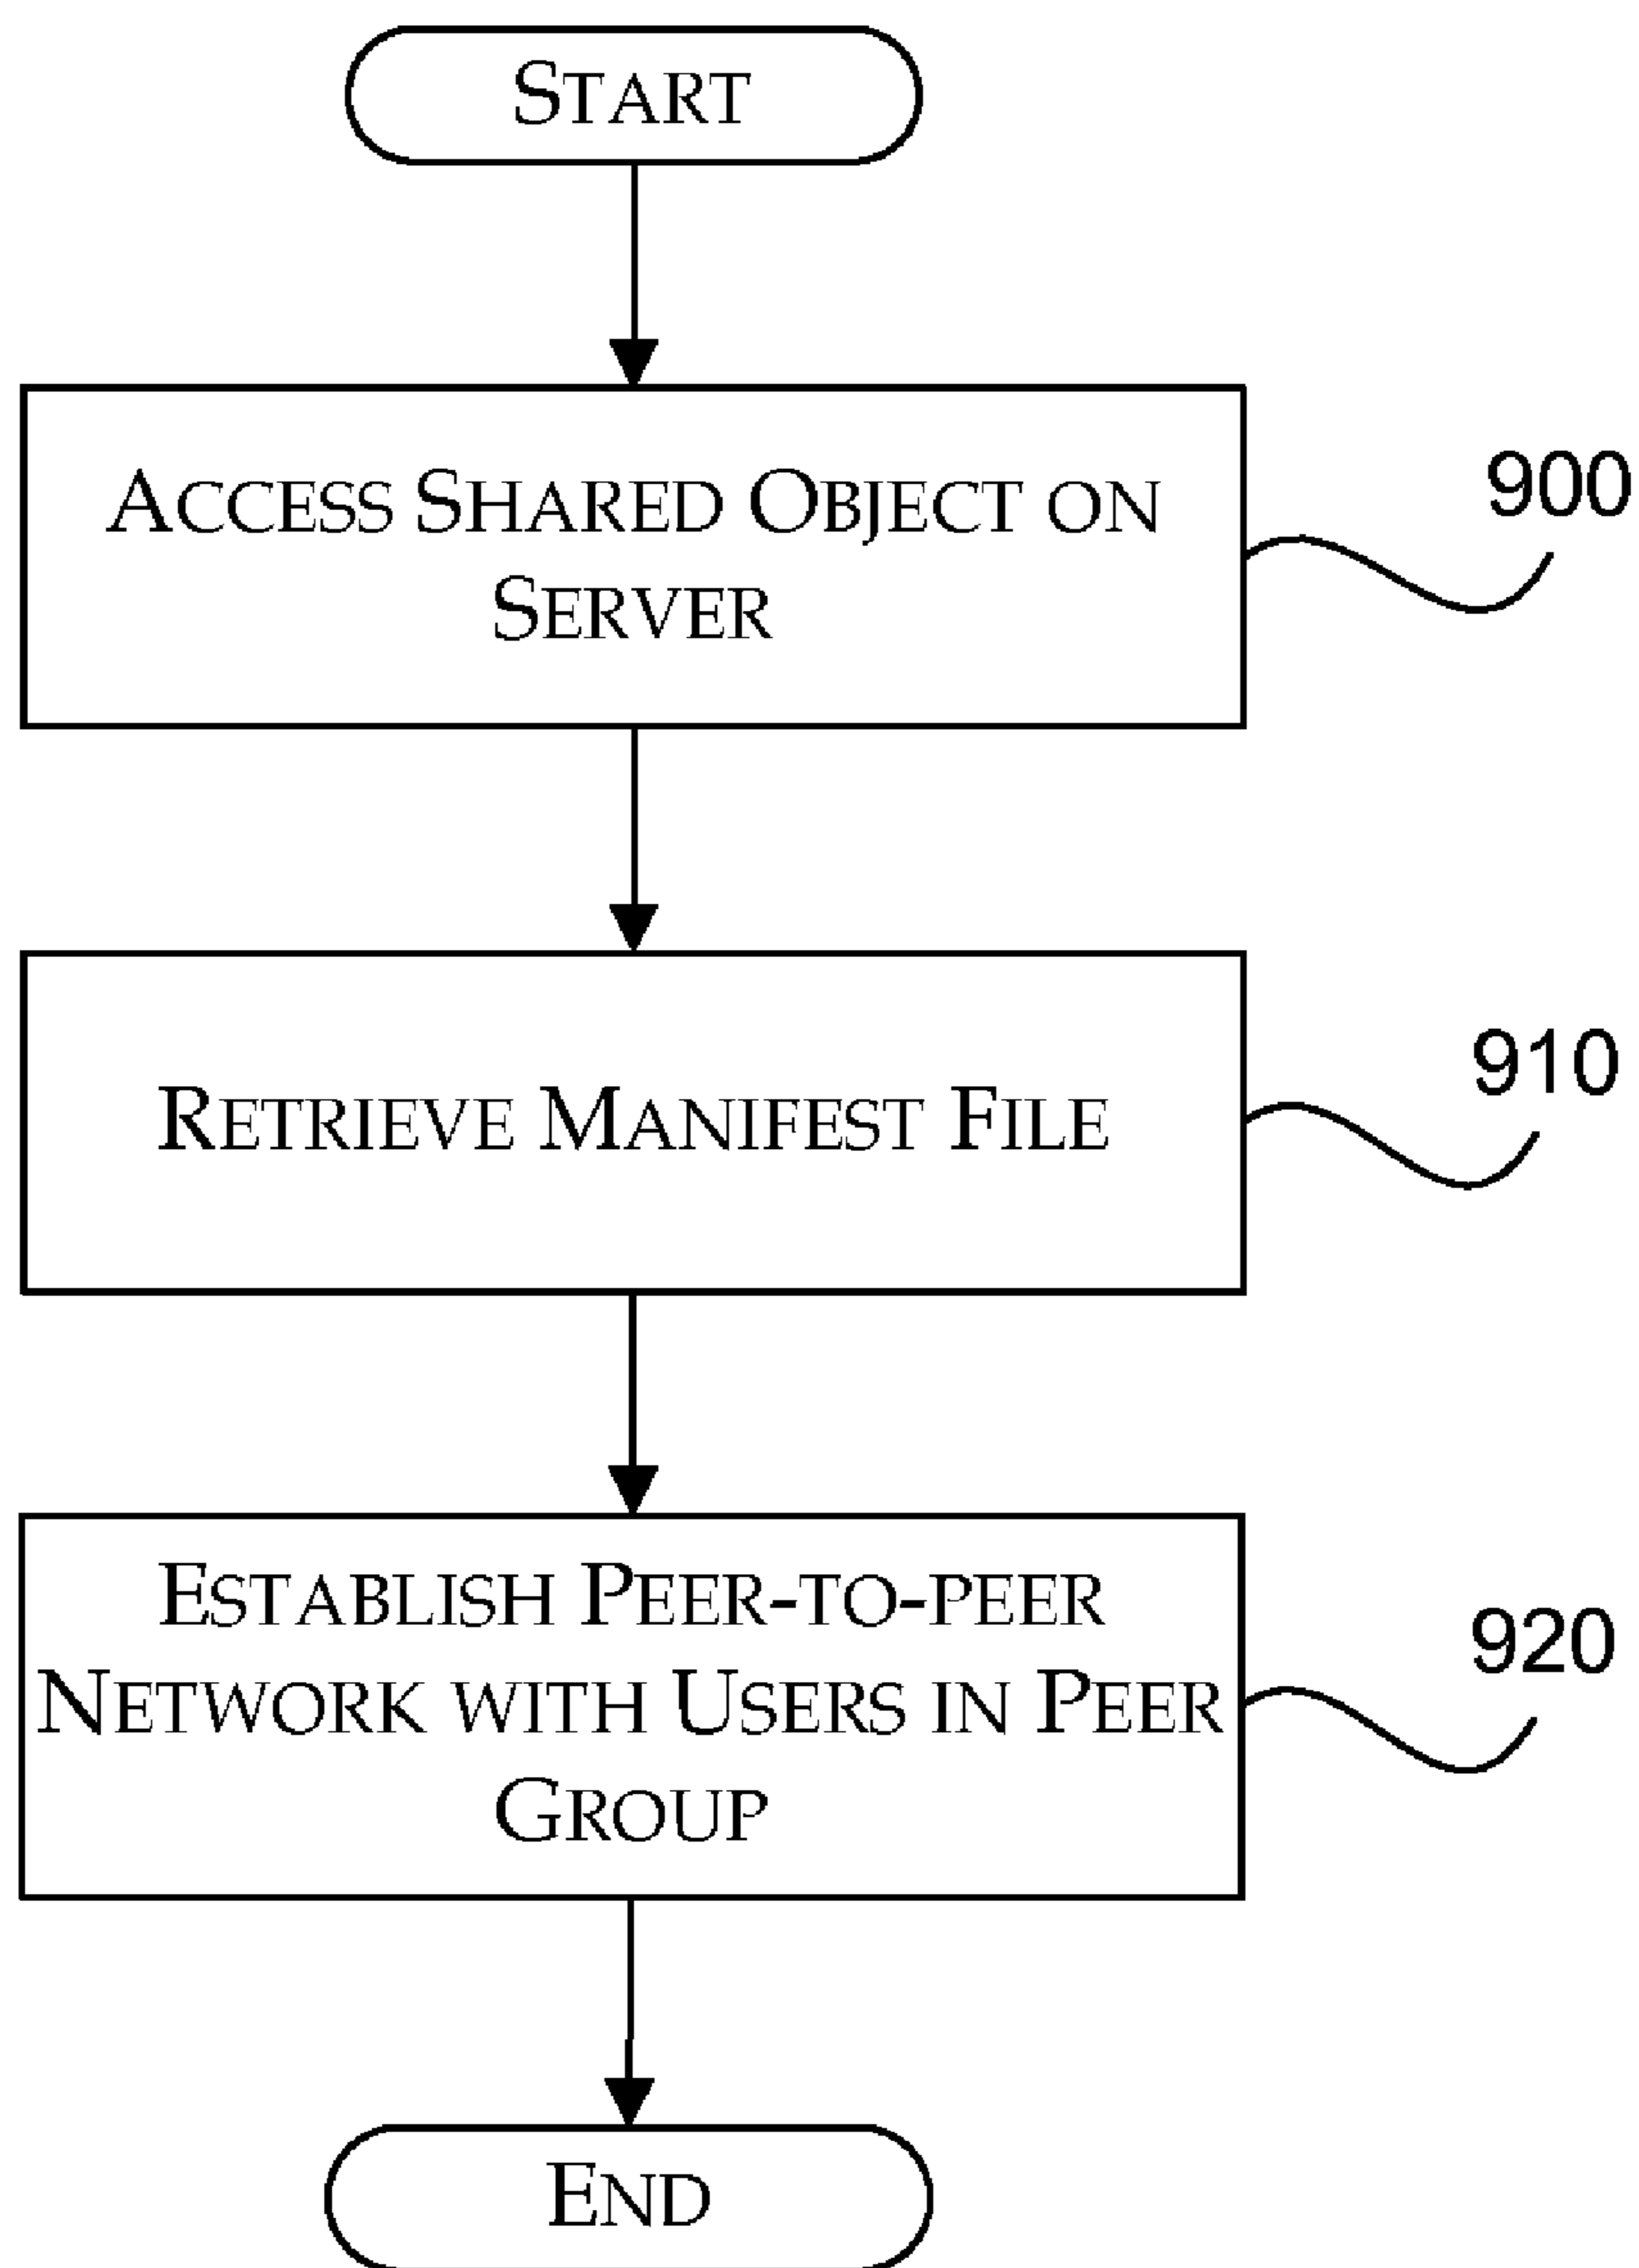 START
ACCESS SHARED OBJECT ON
SERVER
900
RETRIEVE MANIFEST FILE
910
ESTABLISH PEER-TO-PEER
NETWORK WITH USERS IN PEER
GROUP
920
END